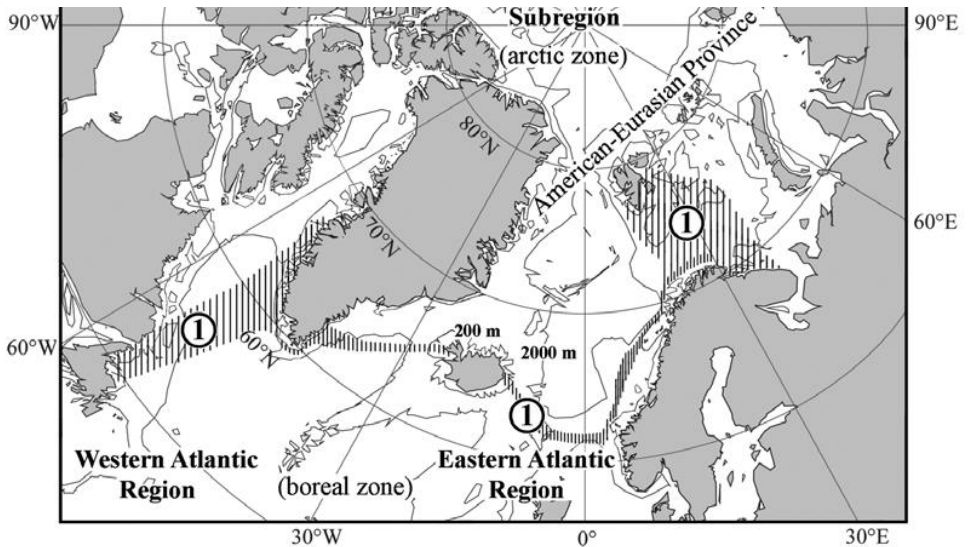 90°W
Subregion
(arctic zone)
90°E
American-Eurasian Province
80°N
70°N
1
60°E
1
60°W
60°N
200 m
2000 m
1
Western Atlantic
Region
(boreal zone)
Eastern Atlantic
Region
30°W
0°
30°E